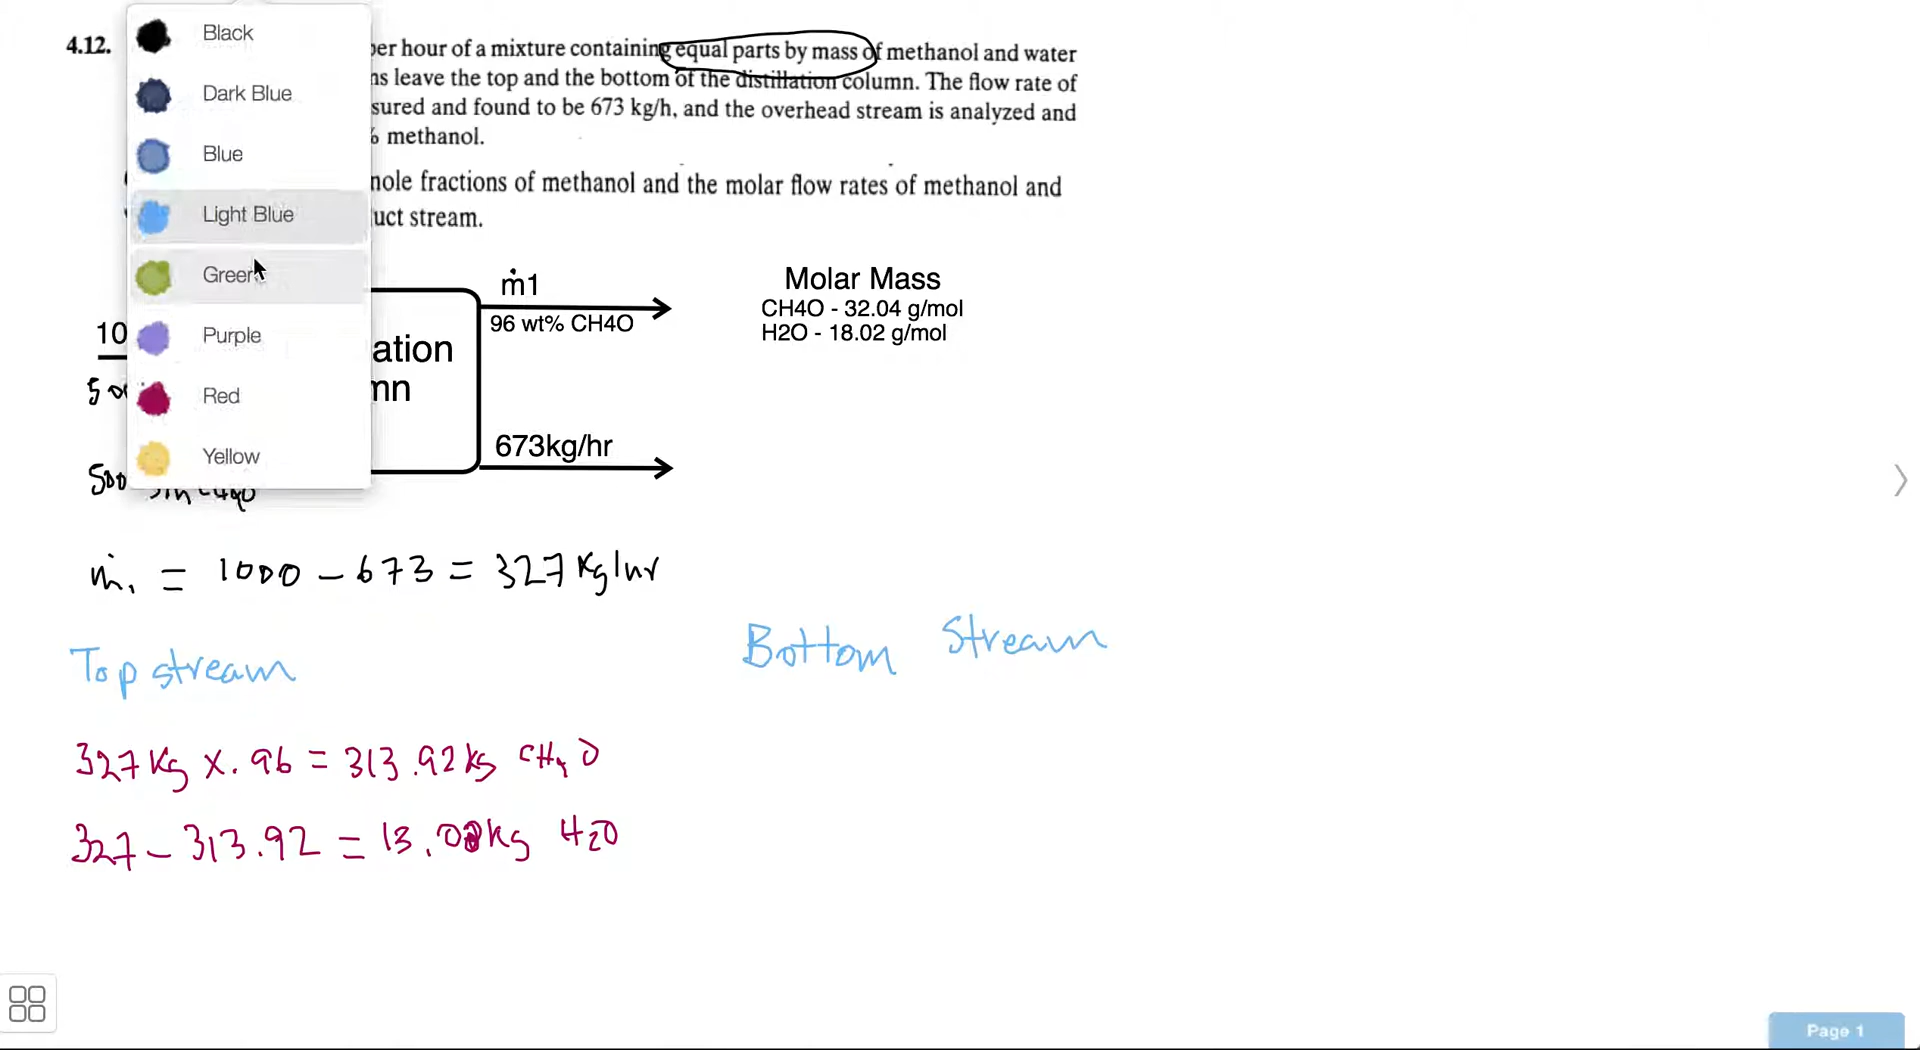 Black
Dark Blue
Blue
Light Blue
Green
Purple
Red
Yellow
4.12.
per hour of a mixture containing equal parts by mass of methanol and water
leave the top and the bottom of the distillation column. The flow rate of
sured and found to be 673 kg/h, and the overhead stream is analyzed and
% methanol.
mole fractions of methanol and the molar flow rates of methanol and
uct stream.
10
ation
mn
ṁ1
96 wt% CH4O
673kg/hr
Molar Mass
CH4O - 32.04 g/mol
H2O - 18.02 g/mol
500
ṁ₁ = 1000 – 673 = 327 Kg/hr
Top stream
327 Kg x .96 = 313.92 kg CH4O
327 – 313.92 = 13.08 kg H2O
Bottom Stream
Page 1